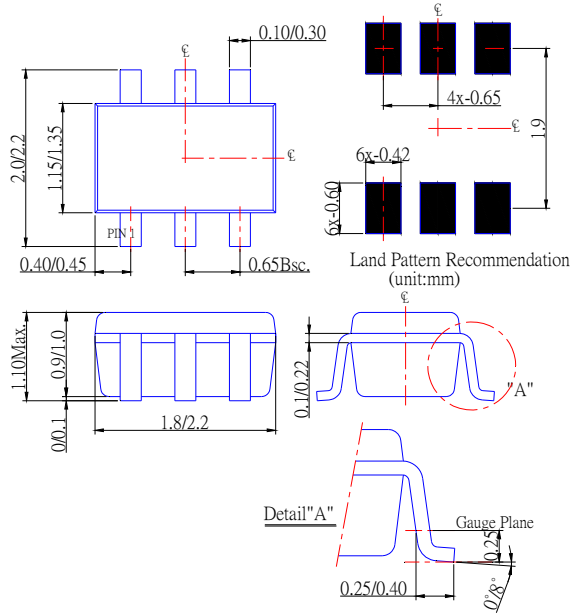 ℄
0.10/0.30
℄
2.0/2.2
1.15/1.35
℄
4x-0.65
℄
1.9
6x-0.42
6x-0.60
PIN 1
0.40/0.45
0.65Bsc.
Land Pattern Recommendation
(unit:mm)
℄
1.10Max.
0.9/1.0
0/0.1
1.8/2.2
0.1/0.22
"A"
Detail"A"
Gauge Plane
0.25
0.25/0.40
0°/8°